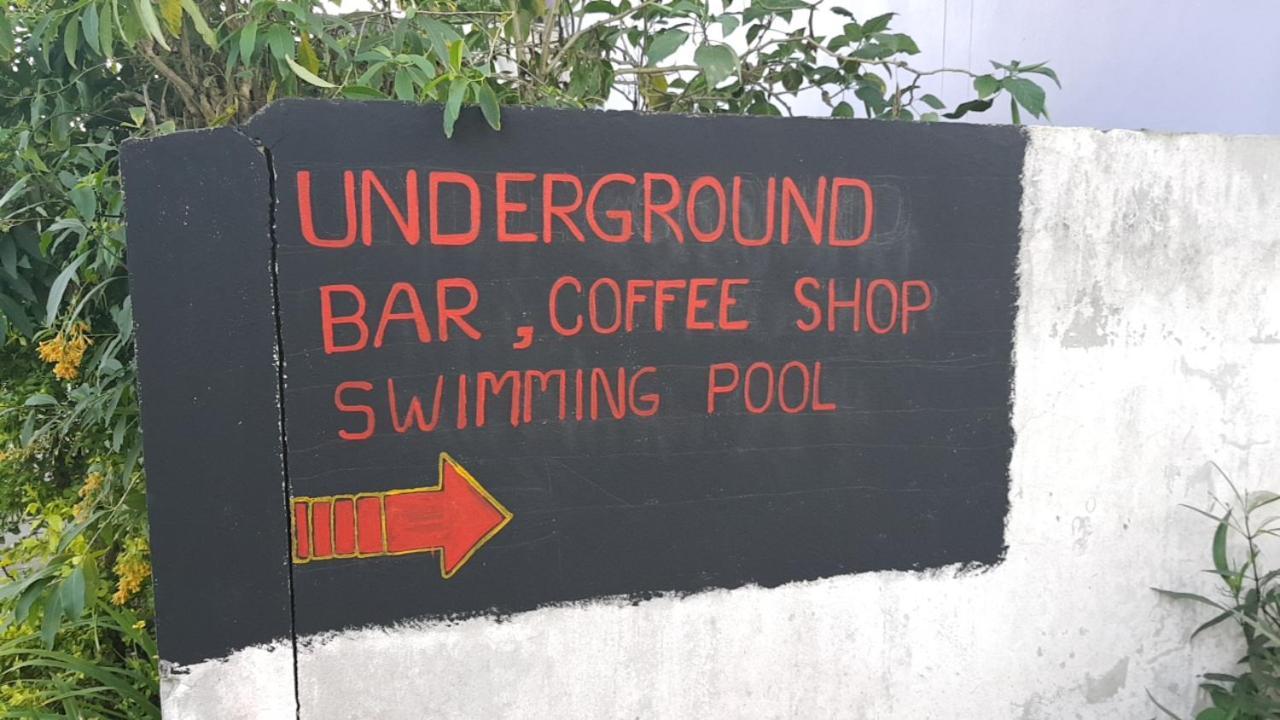 UNDERGROUND
BAR, COFFEE SHOP
SWIMMING POOL